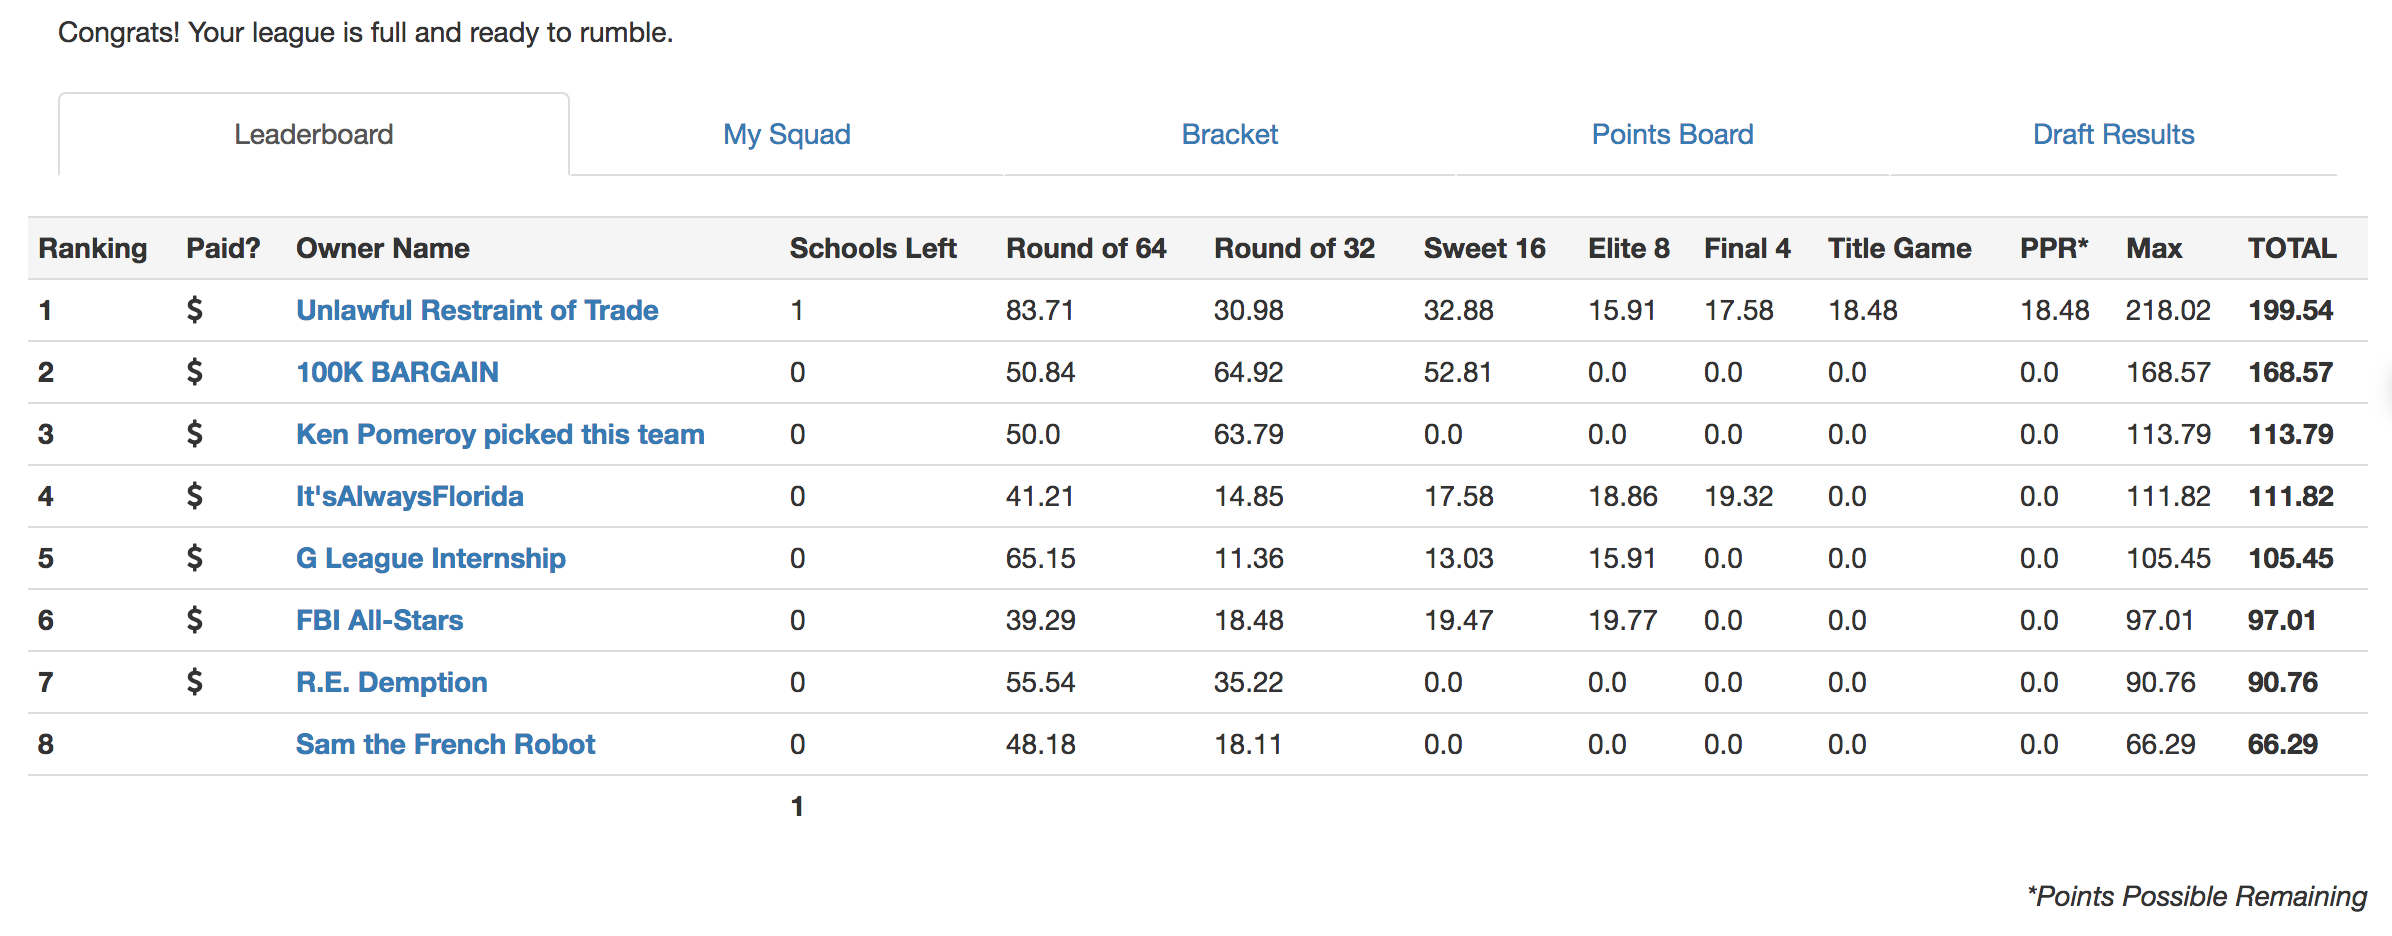 Congrats! Your league is full and ready to rumble.
Leaderboard My Squad Bracket Points Board Draft Results
Ranking Paid? Owner Name Schools Left Round of 64 Round of 32 Sweet 16 Elite 8 Final 4 Title Game PPR* Max TOTAL
1 $ Unlawful Restraint of Trade 1 83.71 30.98 32.88 15.91 17.58 18.48 18.48 218.02 199.54
2 $ 100K BARGAIN 0 50.84 64.92 52.81 0.0 0.0 0.0 0.0 168.57 168.57
3 $ Ken Pomeroy picked this team 0 50.0 63.79 0.0 0.0 0.0 0.0 0.0 113.79 113.79
4 $ It'sAlwaysFlorida 0 41.21 14.85 17.58 18.86 19.32 0.0 0.0 111.82 111.82
5 $ G League Internship 0 65.15 11.36 13.03 15.91 0.0 0.0 0.0 105.45 105.45
6 $ FBI All-Stars 0 39.29 18.48 19.47 19.77 0.0 0.0 0.0 97.01 97.01
7 $ R.E. Demption 0 55.54 35.22 0.0 0.0 0.0 0.0 0.0 90.76 90.76
8 Sam the French Robot 0 48.18 18.11 0.0 0.0 0.0 0.0 0.0 66.29 66.29
1
*Points Possible Remaining